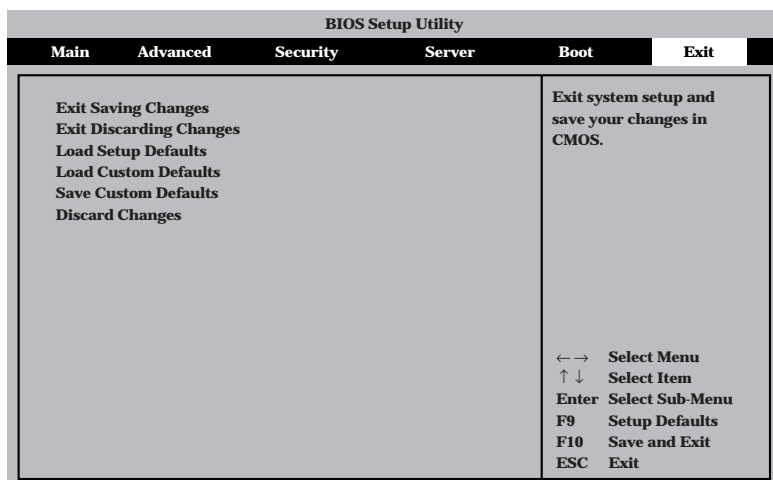 BIOS Setup Utility
Main Advanced Security Server Boot Exit
Exit Saving Changes
Exit Discarding Changes
Load Setup Defaults
Load Custom Defaults
Save Custom Defaults
Discard Changes
Exit system setup and
save your changes in
CMOS.
←→ Select Menu
↑↓ Select Item
Enter Select Sub-Menu
F9 Setup Defaults
F10 Save and Exit
ESC Exit